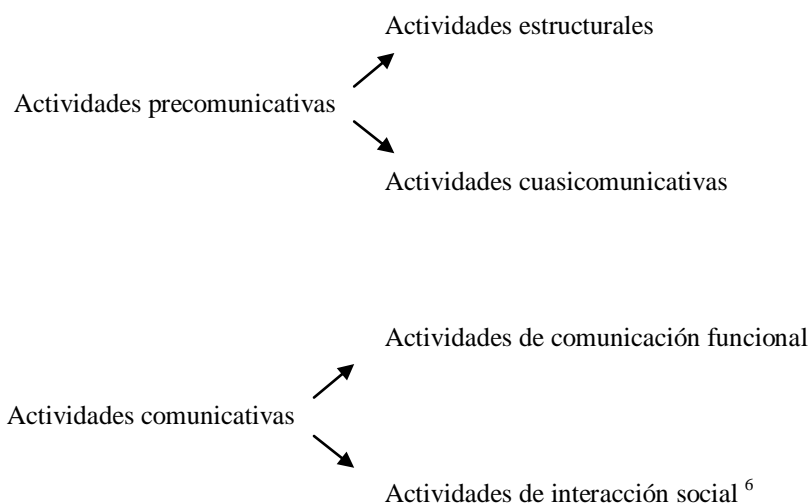 Actividades estructurales
Actividades precomunicativas
Actividades cuasicomunicativas
Actividades de comunicación funcional
Actividades comunicativas
Actividades de interacción social 6